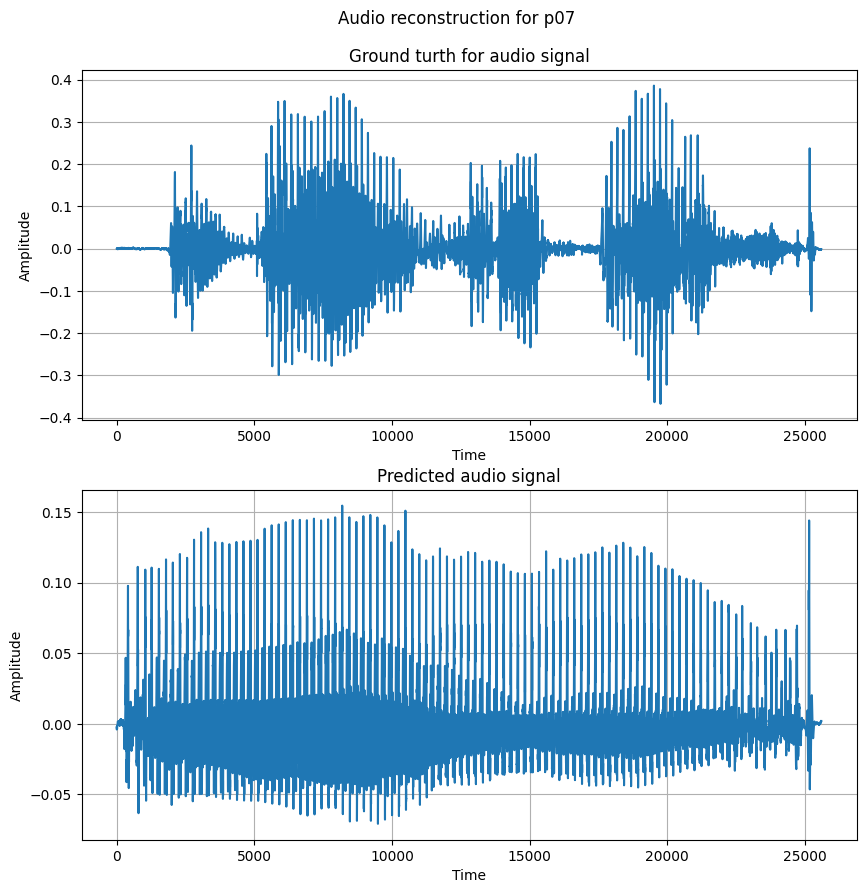 Audio reconstruction for p07
Ground turth for audio signal
0.4
0.3
0.2
0.1
0.0
−0.1
−0.2
−0.3
−0.4
Amplitude
0 5000 10000 15000 20000 25000
Time
Predicted audio signal
0.15
0.10
0.05
0.00
−0.05
Amplitude
0 5000 10000 15000 20000 25000
Time